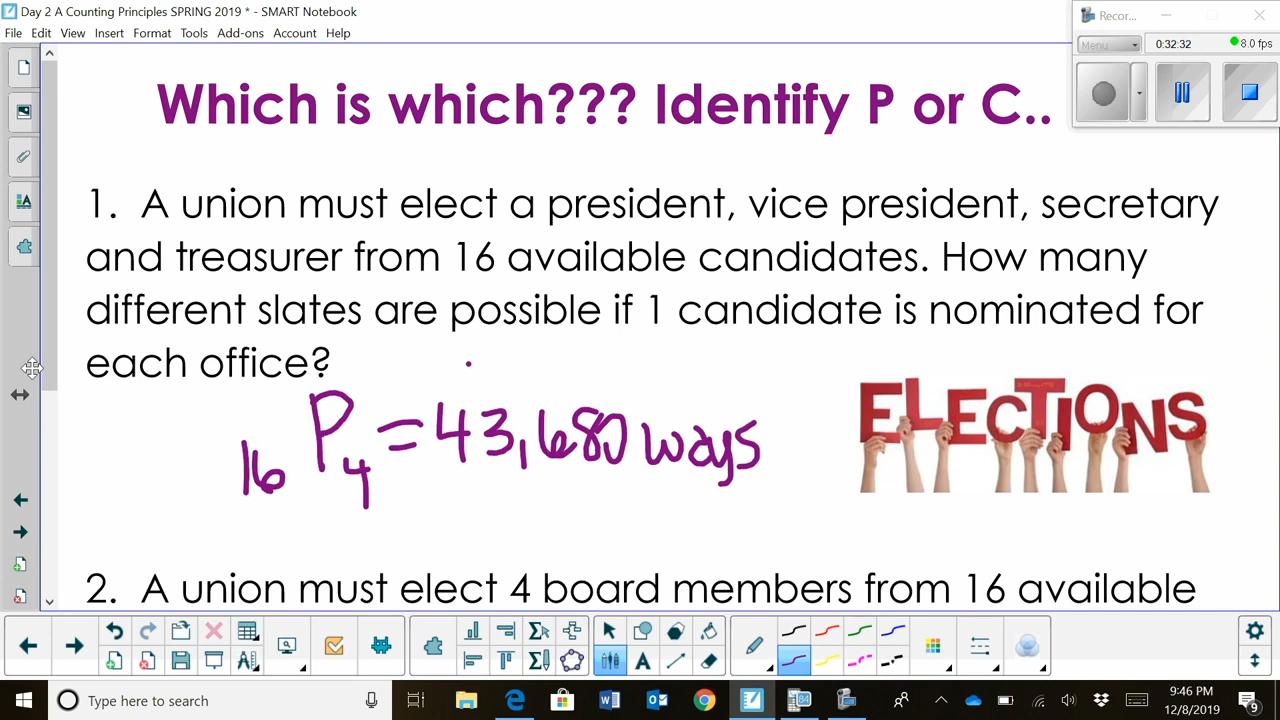 Day 2 A Counting Principles SPRING 2019 * - SMART Notebook
File Edit View Insert Format Tools Add-ons Account Help
Recor...
Menu 0:32:32 8.0 fps
Which is which??? Identify P or C..
1. A union must elect a president, vice president, secretary
and treasurer from 16 available candidates. How many
different slates are possible if 1 candidate is nominated for
each office?
16 P 4 = 43,680 ways
ELECTIONS
2. A union must elect 4 board members from 16 available
Type here to search
9:46 PM
12/8/2019
9